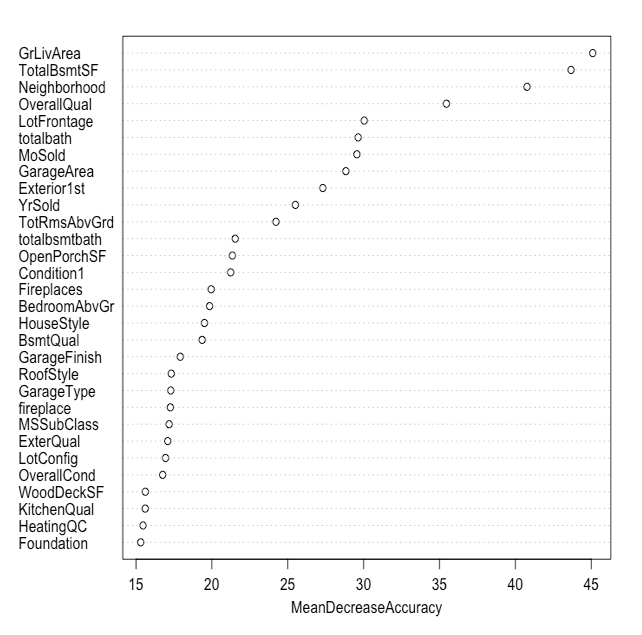 GrLivArea
TotalBsmtSF
Neighborhood
OverallQual
LotFrontage
totalbath
MoSold
GarageArea
Exterior1st
YrSold
TotRmsAbvGrd
totalbsmtbath
OpenPorchSF
Condition1
Fireplaces
BedroomAbvGr
HouseStyle
BsmtQual
GarageFinish
RoofStyle
GarageType
fireplace
MSSubClass
ExterQual
LotConfig
OverallCond
WoodDeckSF
KitchenQual
HeatingQC
Foundation
15 20 25 30 35 40 45
MeanDecreaseAccuracy